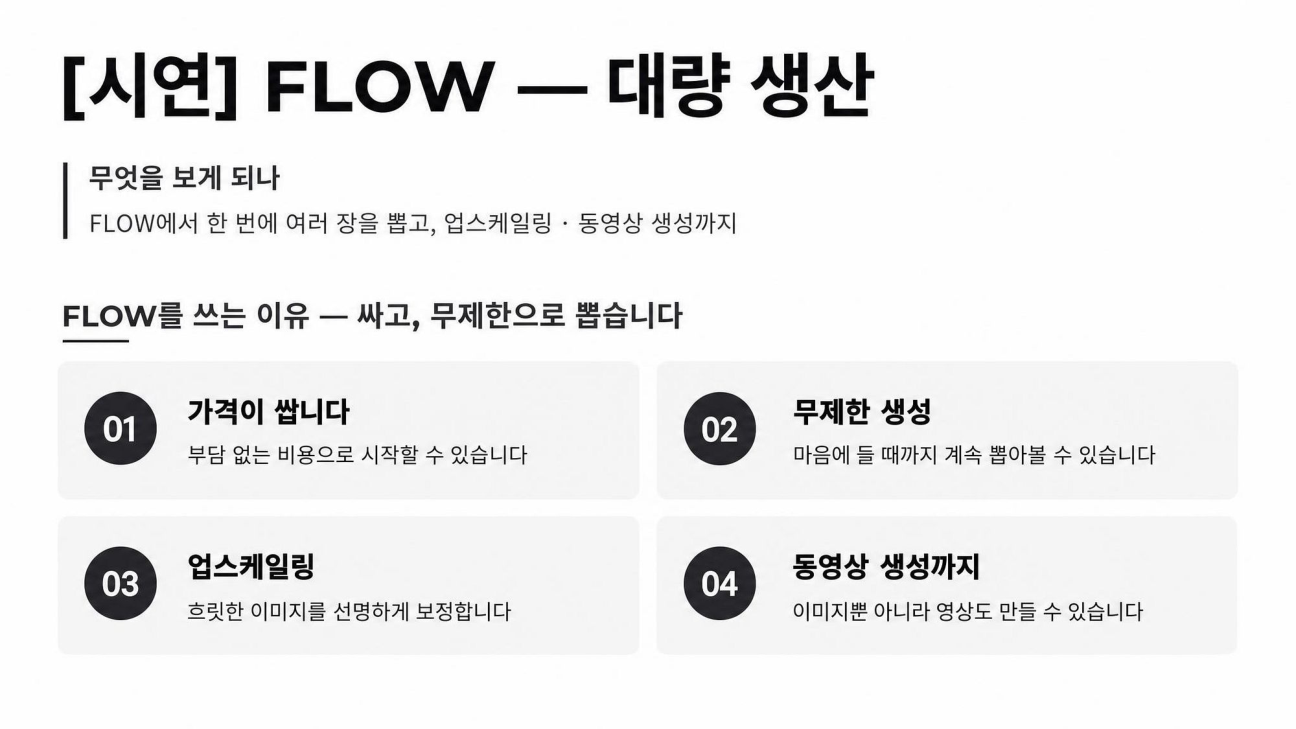 [시연] FLOW — 대량 생산
무엇을 보게 되나
FLOW에서 한 번에 여러 장을 뽑고, 업스케일링 · 동영상 생성까지
FLOW를 쓰는 이유 — 싸고, 무제한으로 뽑습니다
01
가격이 쌉니다
부담 없는 비용으로 시작할 수 있습니다
02
무제한 생성
마음에 들 때까지 계속 뽑아볼 수 있습니다
03
업스케일링
흐릿한 이미지를 선명하게 보정합니다
04
동영상 생성까지
이미지뿐 아니라 영상도 만들 수 있습니다